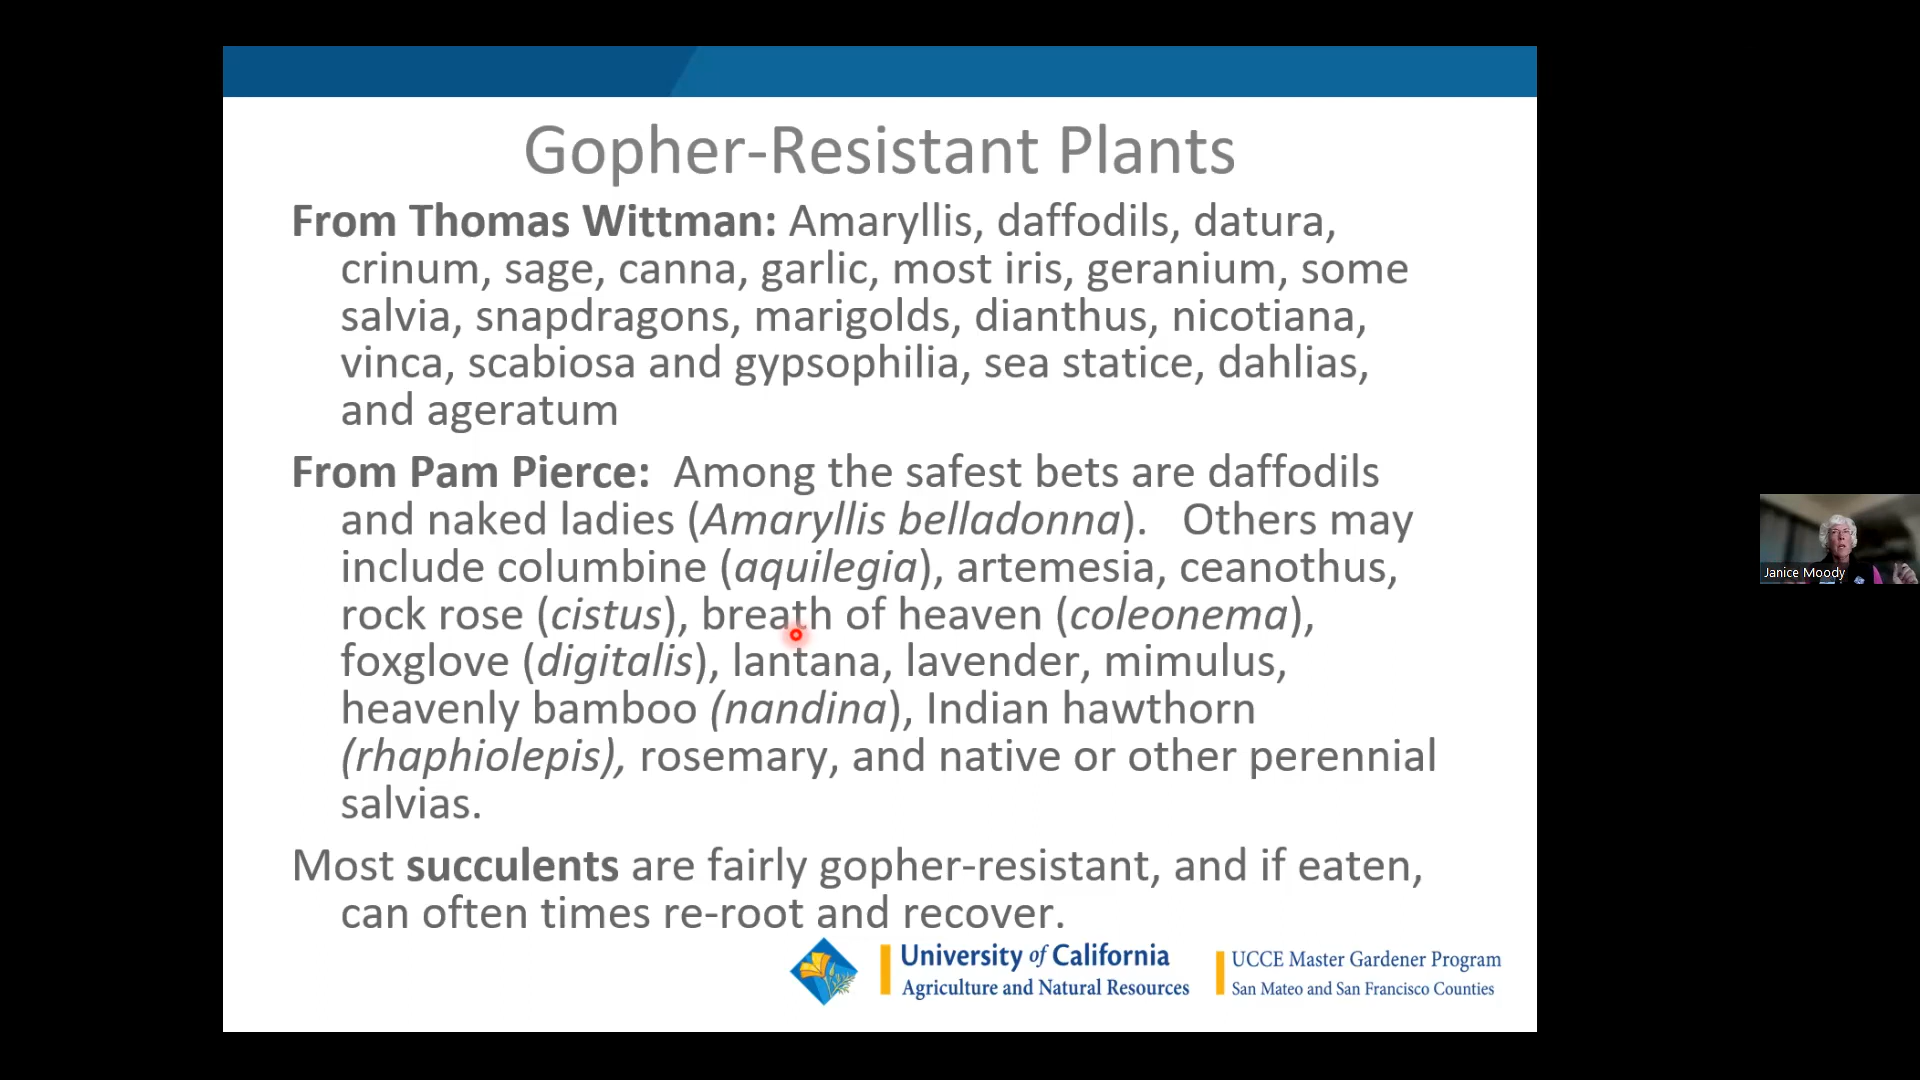 Gopher-Resistant Plants
From Thomas Wittman: Amaryllis, daffodils, datura,
crinum, sage, canna, garlic, most iris, geranium, some
salvia, snapdragons, marigolds, dianthus, nicotiana,
vinca, scabiosa and gypsophilia, sea statice, dahlias,
and ageratum
From Pam Pierce: Among the safest bets are daffodils
and naked ladies (Amaryllis belladonna). Others may
include columbine (aquilegia), artemesia, ceanothus,
rock rose (cistus), breath of heaven (coleonema),
foxglove (digitalis), lantana, lavender, mimulus,
heavenly bamboo (nandina), Indian hawthorn
(rhaphiolepis), rosemary, and native or other perennial
salvias.
Most succulents are fairly gopher-resistant, and if eaten,
can often times re-root and recover.
University of California
Agriculture and Natural Resources
UCCE Master Gardener Program
San Mateo and San Francisco Counties
Janice Moody